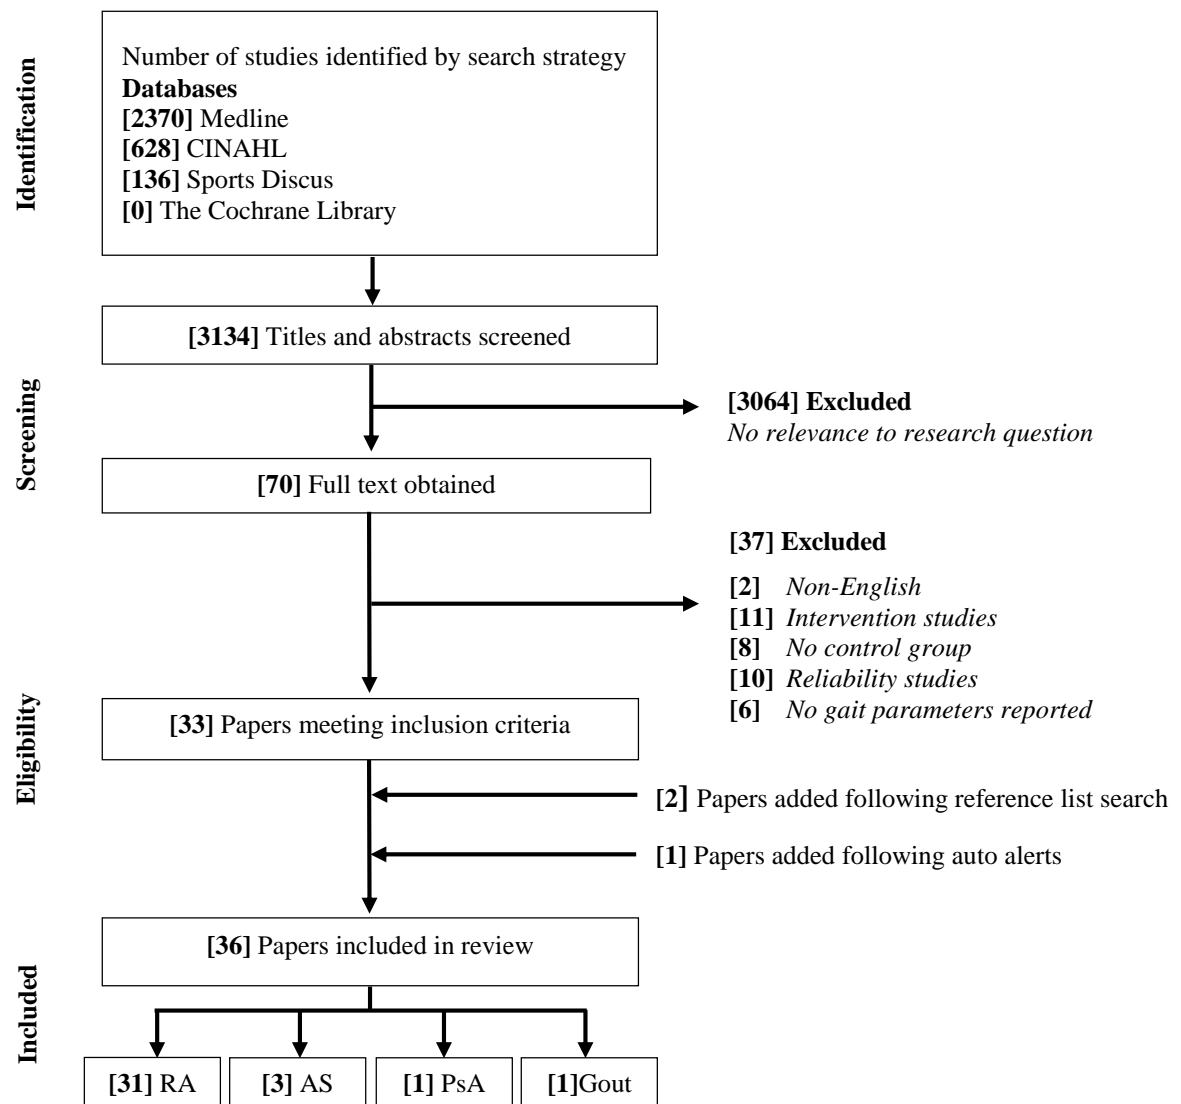 Identification
Number of studies identified by search strategy
Databases
[2370] Medline
[628] CINAHL
[136] Sports Discus
[0] The Cochrane Library
[3134] Titles and abstracts screened
Screening
[3064] Excluded
No relevance to research question
[70] Full text obtained
[37] Excluded
[2] Non-English
[11] Intervention studies
[8] No control group
[10] Reliability studies
[6] No gait parameters reported
Eligibility
[33] Papers meeting inclusion criteria
[2] Papers added following reference list search
[1] Papers added following auto alerts
Included
[36] Papers included in review
[31] RA
[3] AS
[1] PsA
[1]Gout